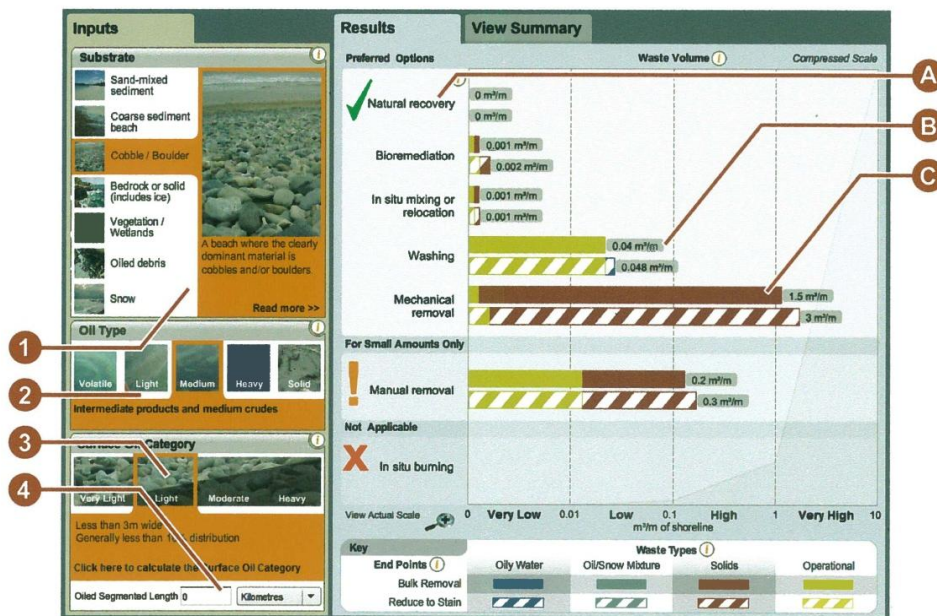 Inputs
Substrate
Sand-mixed
sediment
Coarse sediment
beach
Cobble / Boulder
Bedrock or solid
(includes ice)
Vegetation /
Wetlands
Oiled debris
Snow
A beach where the clearly
dominant material is
cobbles and/or boulders
Read more >>
1
Oil Type
Volatile
Light
Medium
Heavy
Solid
2
Intermediate products and medium crudes
3
Surface Oil Category
Very Light
Light
Moderate
Heavy
4
Less than 3m wide
Generally less than 10% distribution
Click here to calculate the Surface Oil Category
Oiled Segmented Length 0 Kilometres
Results
View Summary
Preferred Options
Waste Volume
Compressed Scale
A
Natural recovery
0 m³/m
0 m³/m
B
Bioremediation
0,001 m³/m
0.002 m³/m
C
In situ mixing or
relocation
0.001 m³/m
0.001 m³/m
Washing
0.04 m³/m
0.048 m³/m
Mechanical
removal
1.5 m³/m
3 m³/m
For Small Amounts Only
Manual removal
0.2 m³/m
0.3 m³/m
Not Applicable
In situ burning
View Actual Scale
0 Very Low 0.01 Low 0.1 High 1 Very High 10
m³/m of shoreline
Key
Waste Types
End Points
Oily Water
Oil/Snow Mixture
Solids
Operational
Bulk Removal
Reduce to Stain